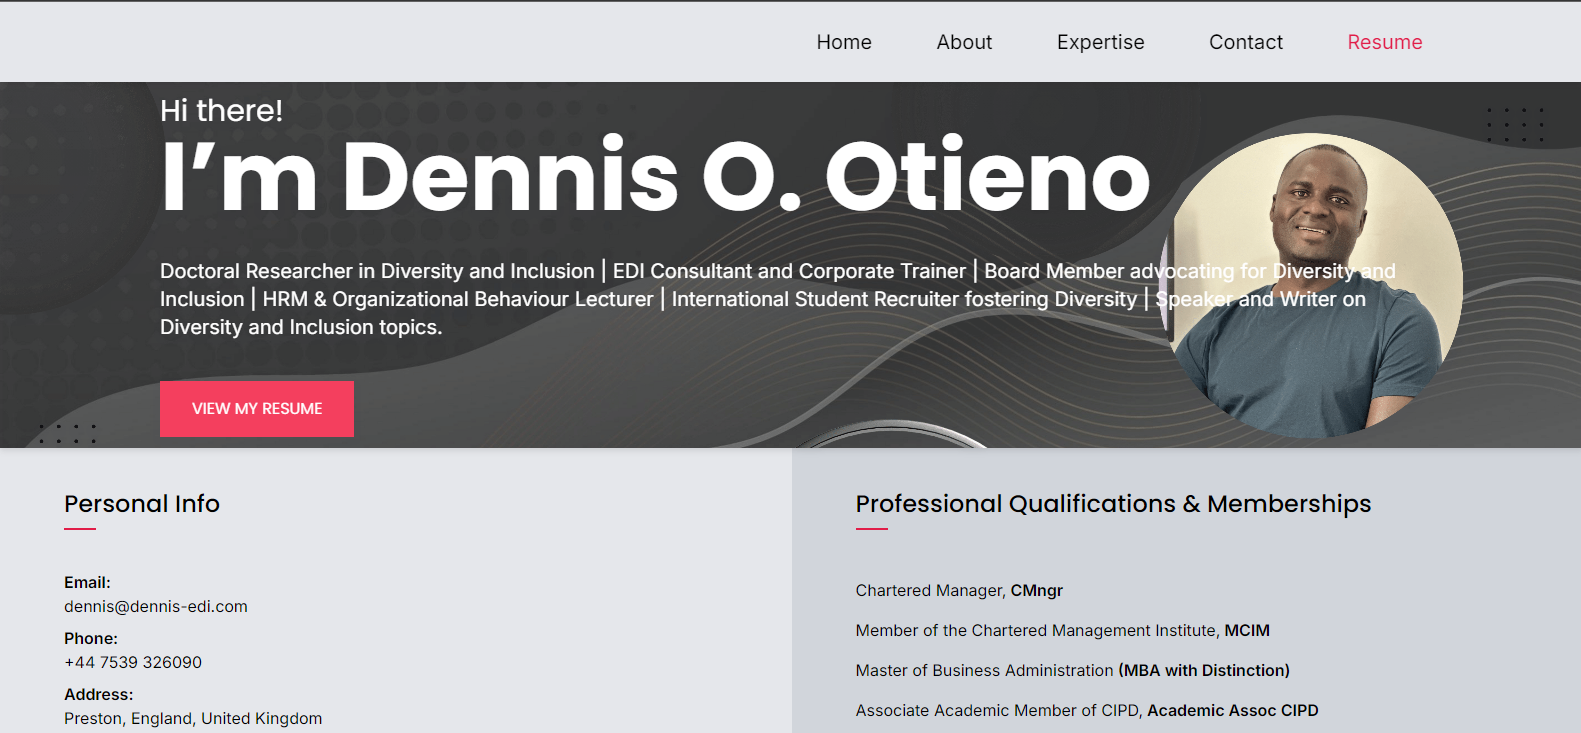 Home About Expertise Contact Resume
Hi there!
I’m Dennis O. Otieno
Doctoral Researcher in Diversity and Inclusion | EDI Consultant and Corporate Trainer | Board Member advocating for Diversity and
Inclusion | HRM & Organizational Behaviour Lecturer | International Student Recruiter fostering Diversity | Speaker and Writer on
Diversity and Inclusion topics.
VIEW MY RESUME
Personal Info
Email:
dennis@dennis-edi.com
Phone:
+44 7539 326090
Address:
Preston, England, United Kingdom
Professional Qualifications & Memberships
Chartered Manager, CMngr
Member of the Chartered Management Institute, MCIM
Master of Business Administration (MBA with Distinction)
Associate Academic Member of CIPD, Academic Assoc CIPD